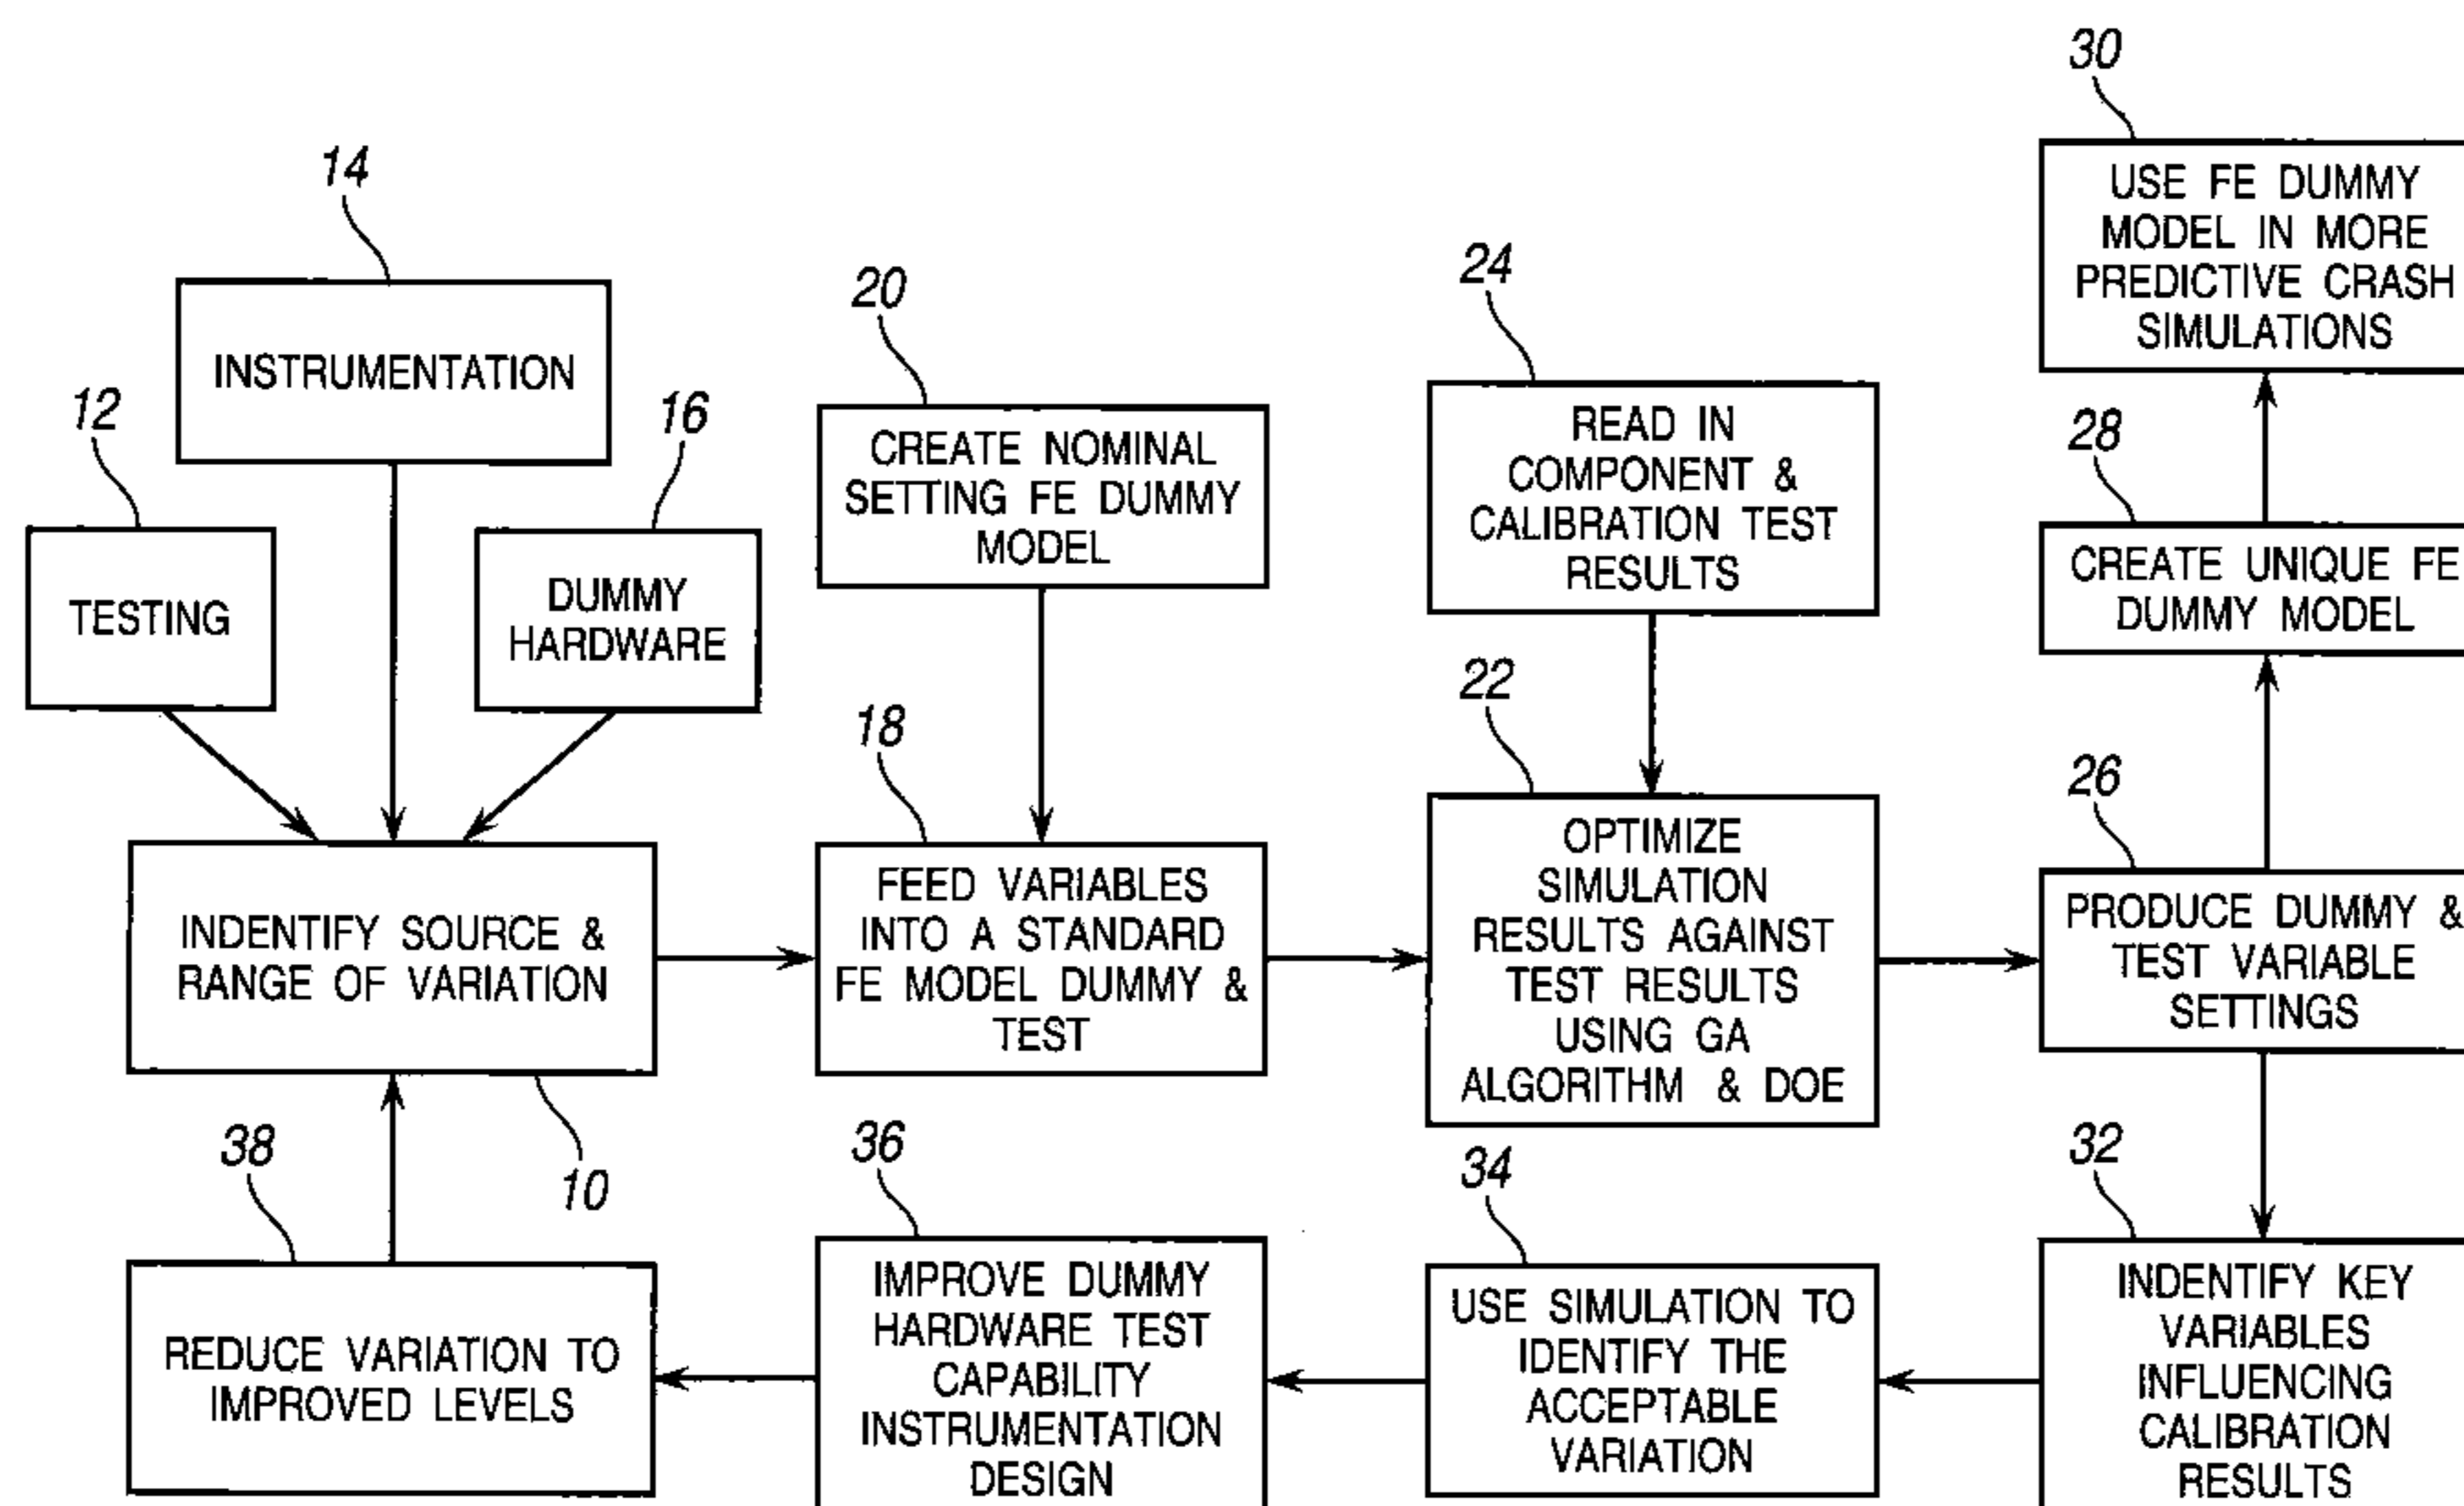 14
INSTRUMENTATION
12
TESTING
16
DUMMY
HARDWARE
INDENTIFY SOURCE &
RANGE OF VARIATION
10
20
CREATE NOMINAL
SETTING FE DUMMY
MODEL
18
FEED VARIABLES
INTO A STANDARD
FE MODEL DUMMY &
TEST
24
READ IN
COMPONENT &
CALIBRATION TEST
RESULTS
22
OPTIMIZE
SIMULATION
RESULTS AGAINST
TEST RESULTS
USING GA
ALGORITHM & DOE
30
USE FE DUMMY
MODEL IN MORE
PREDICTIVE CRASH
SIMULATIONS
28
CREATE UNIQUE FE
DUMMY MODEL
26
PRODUCE DUMMY &
TEST VARIABLE
SETTINGS
32
INDENTIFY KEY
VARIABLES
INFLUENCING
CALIBRATION
RESULTS
34
USE SIMULATION TO
IDENTIFY THE
ACCEPTABLE
VARIATION
36
IMPROVE DUMMY
HARDWARE TEST
CAPABILITY
INSTRUMENTATION
DESIGN
38
REDUCE VARIATION TO
IMPROVED LEVELS